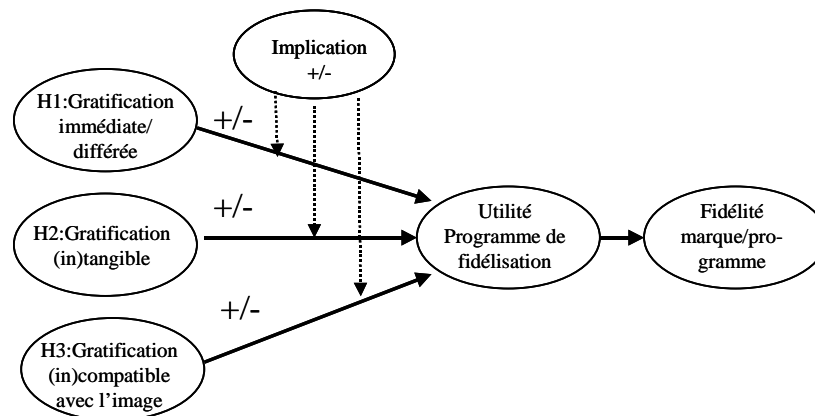 Implication
+/-
H1:Gratification
immédiate/
différée
+/-
+/-
H2:Gratification
(in)tangible
Utilité
Programme de
fidélisation
Fidélité
marque/pro-
gramme
+/-
H3:Gratification
(in)compatible
avec l’image